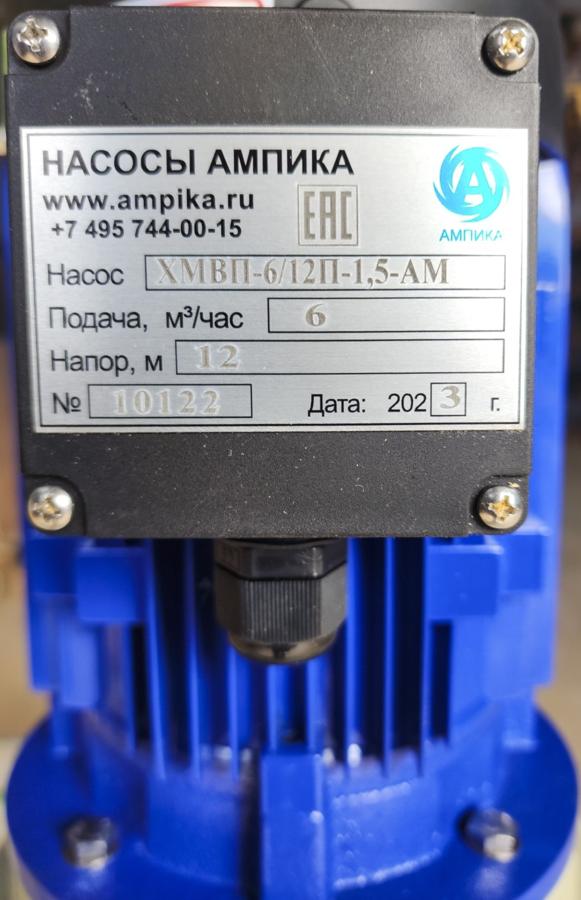 НАСОСЫ АМПИКА
www.ampika.ru
+7 495 744-00-15
EAC
АМПИКА
Насос ХМВП-6/12П-1,5-АМ
Подача, м³/час 6
Напор, м 12
№ 10122 Дата: 2023 г.